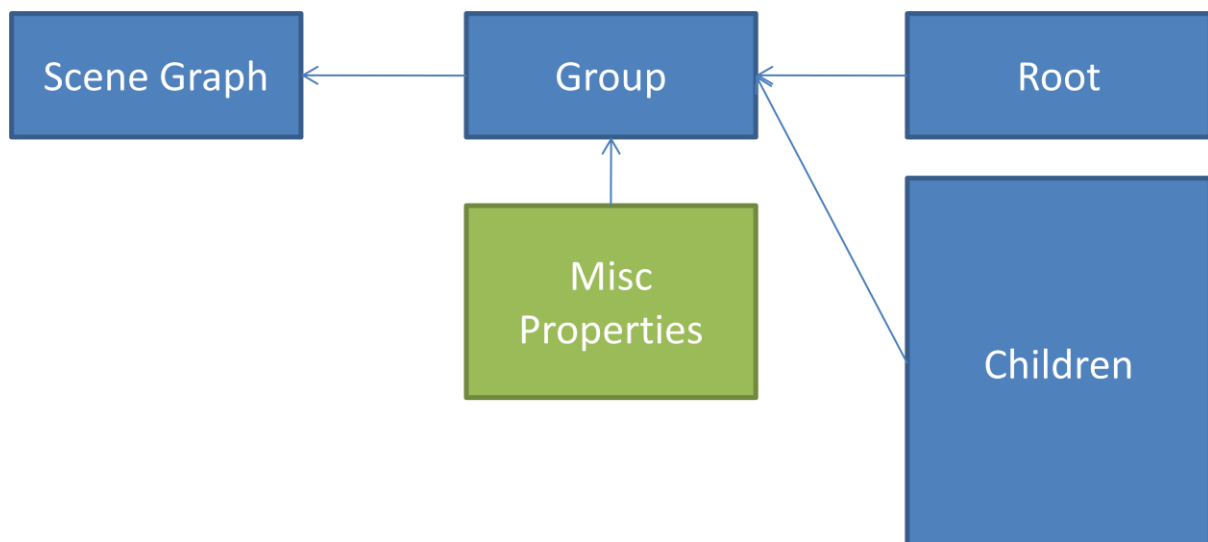 Scene Graph
Group
Root
Misc
Properties
Children